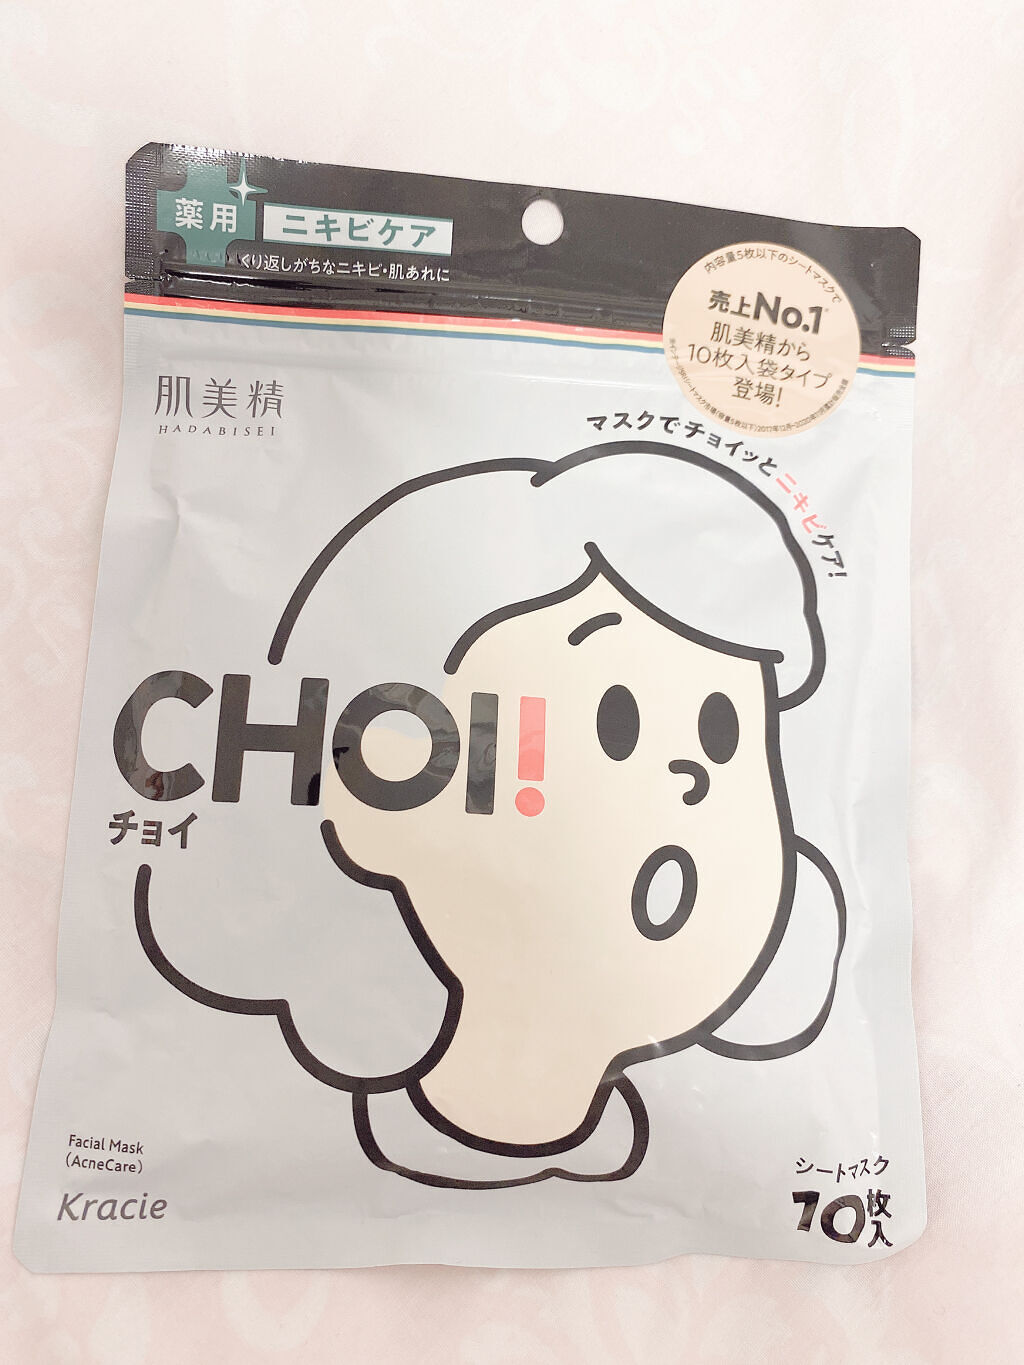 薬用
ニキビケア
くり返しがちなニキビ・肌あれに
内容量5枚以下のシートマスクで
売上No.1※
肌美精から
10枚入袋タイプ
登場!
肌美精
HADABISEI
マスクでチョイッとニキビケア!
CHOI!
チョイ
Facial Mask
(AcneCare)
Kracie
シートマスク
10枚入